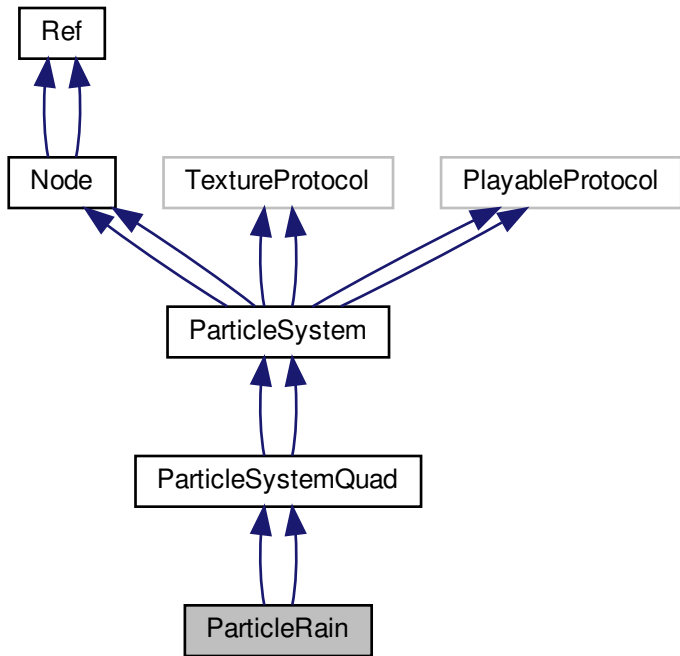 Ref
Node
TextureProtocol
PlayableProtocol
ParticleSystem
ParticleSystemQuad
ParticleRain